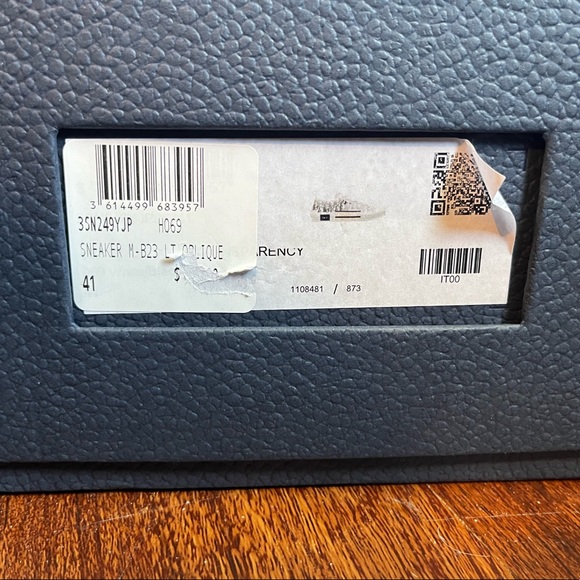 3 614499 683957
3SN249YJP H069
SNEAKER M-B23 LT OBLIQUE
ARENCY
$
41
1108481 / 873
IT00